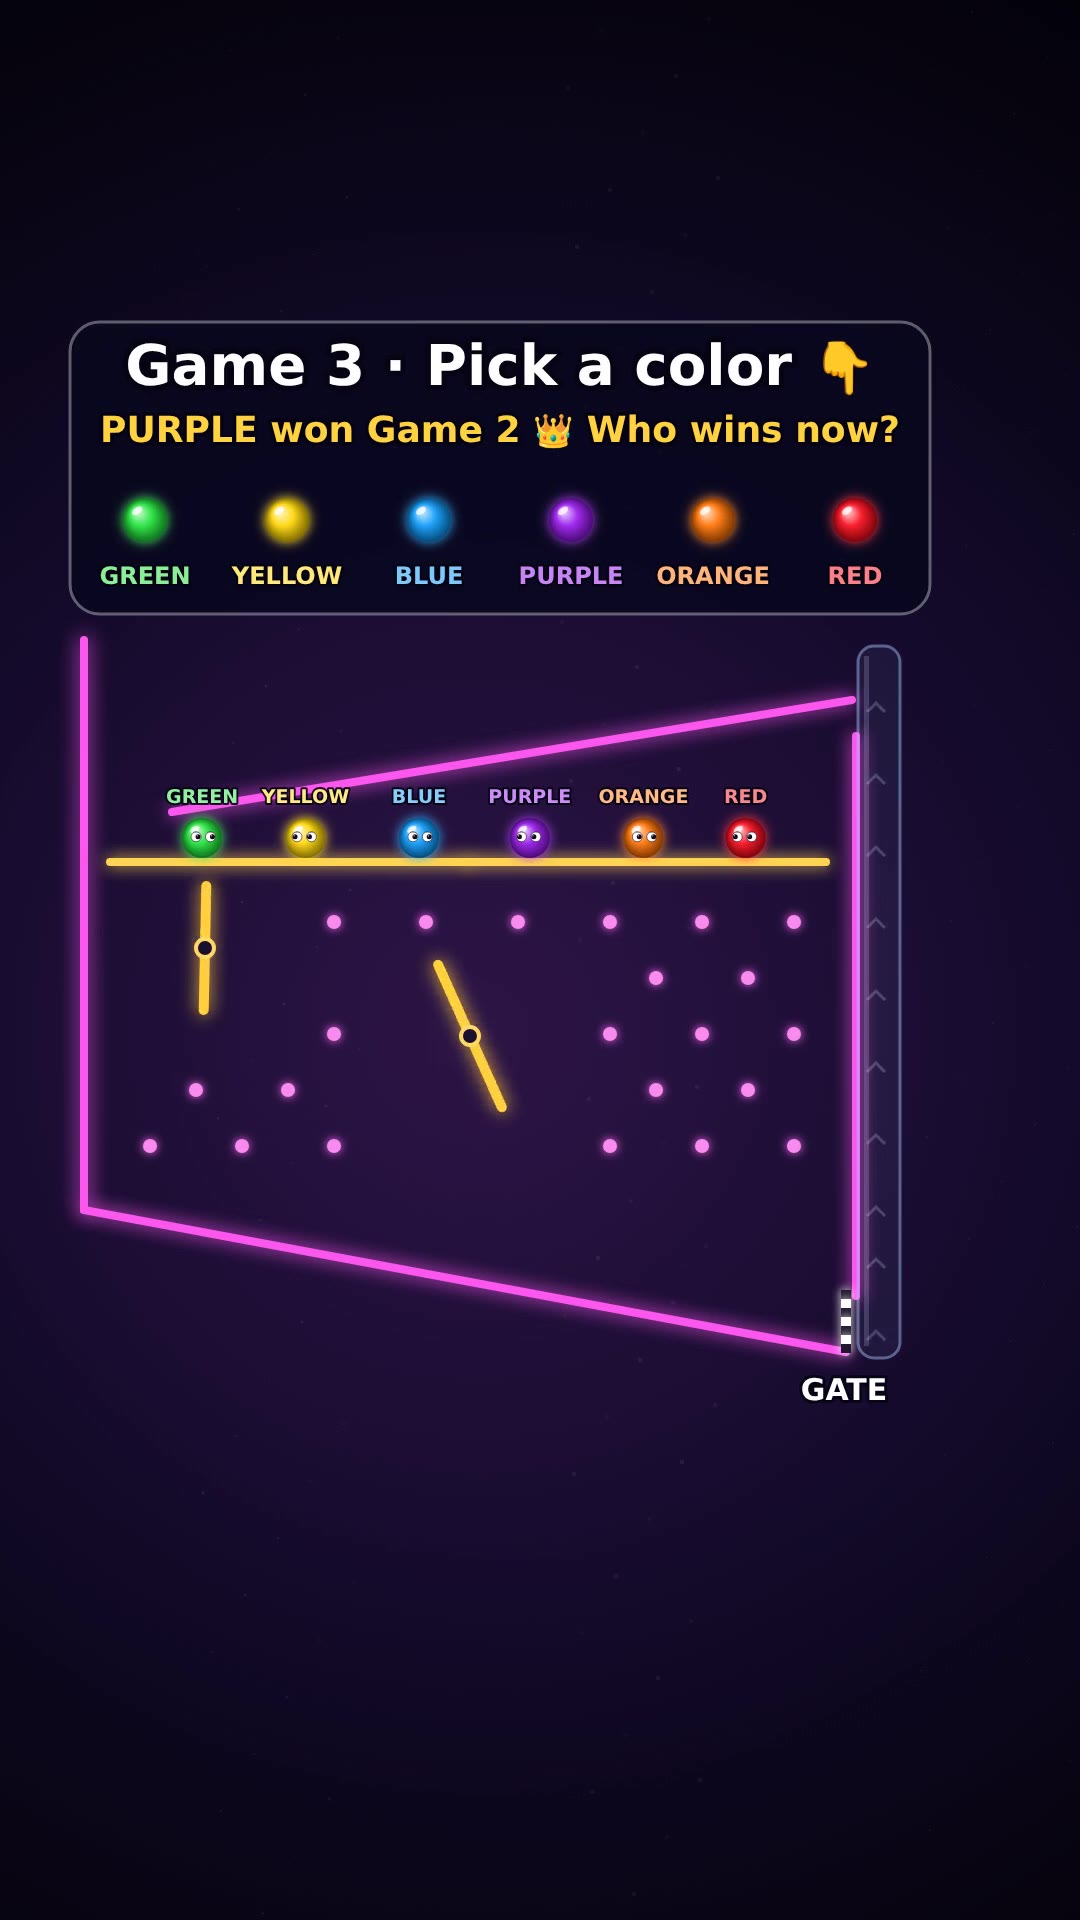 Game 3 · Pick a color 👇
PURPLE won Game 2 👑 Who wins now?
GREEN YELLOW BLUE PURPLE ORANGE RED
GREEN YELLOW BLUE PURPLE ORANGE RED
GATE